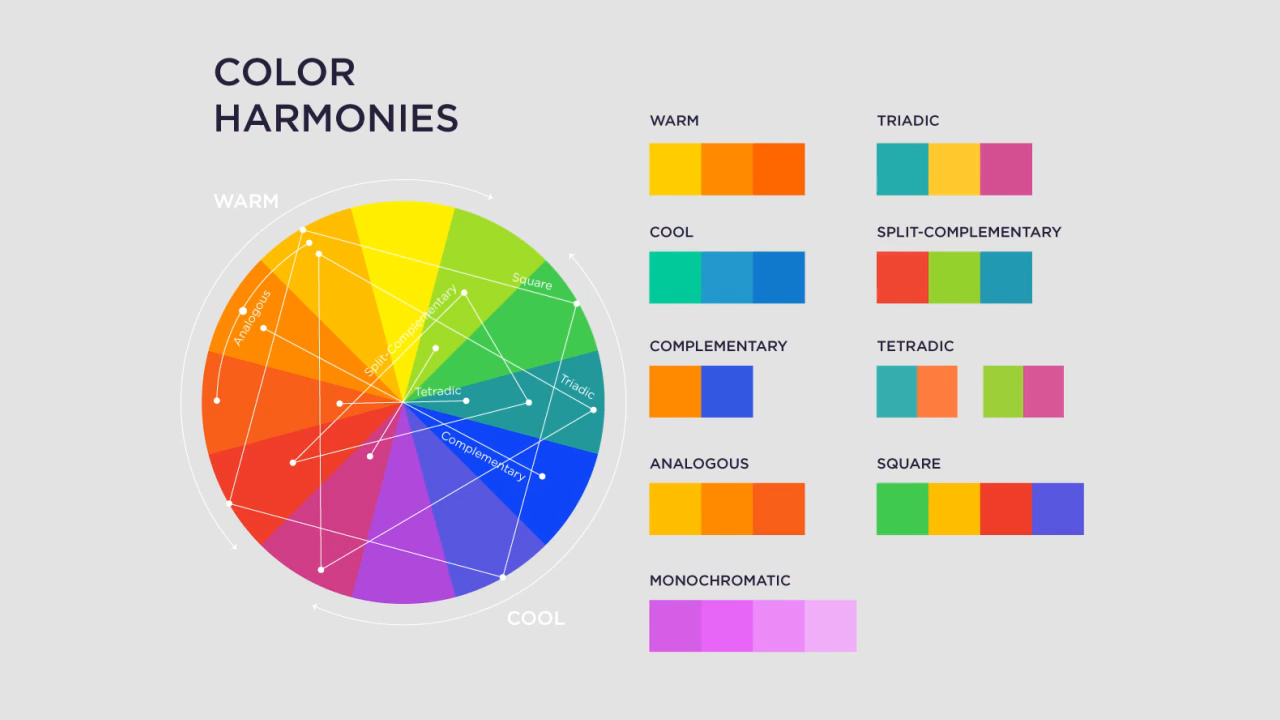 COLOR
HARMONIES
WARM
Analogous
Split-Complementary
Square
Tetradic
Triadic
Complementary
COOL
WARM
TRIADIC
COOL
SPLIT-COMPLEMENTARY
COMPLEMENTARY
TETRADIC
ANALOGOUS
SQUARE
MONOCHROMATIC